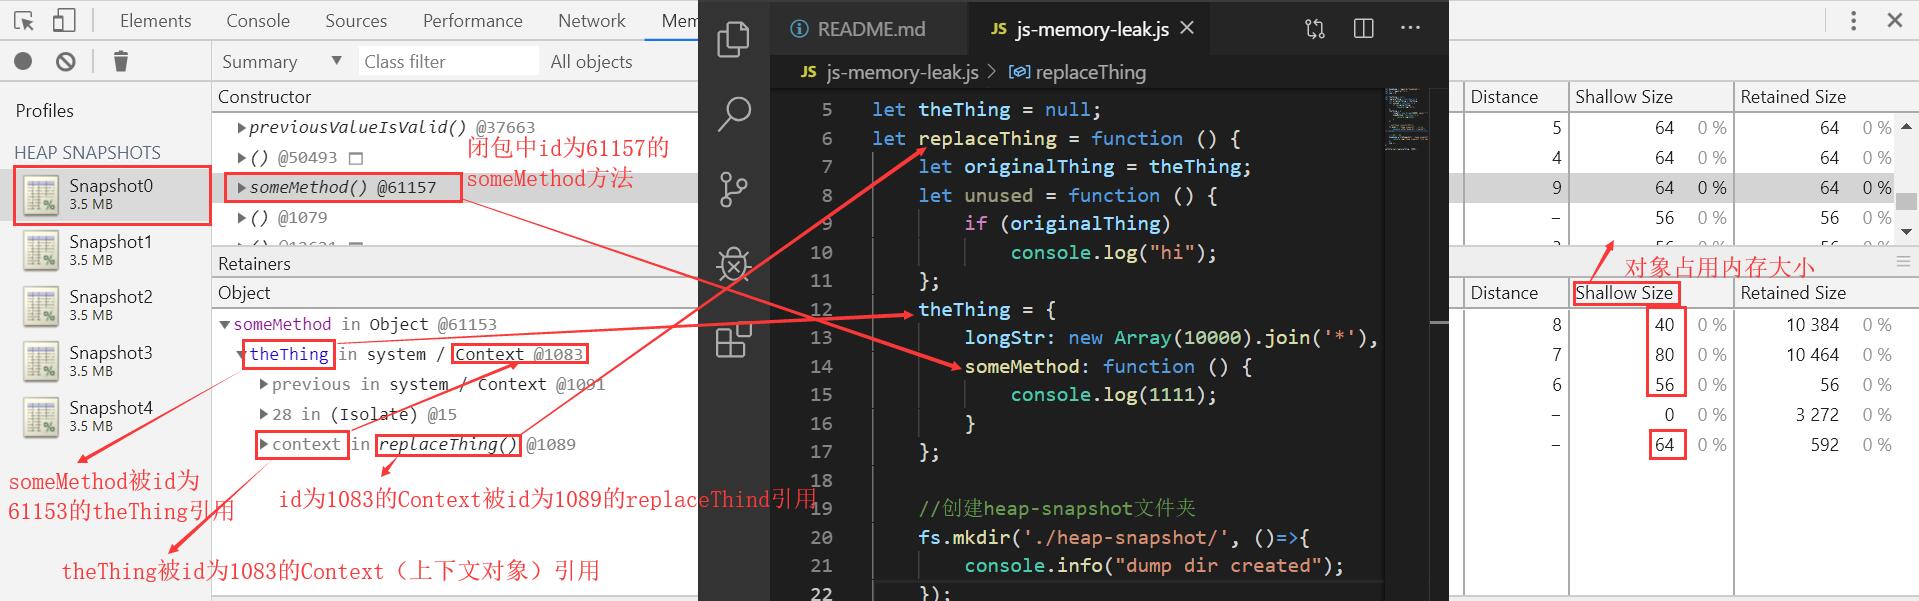 Elements Console Sources Performance Network Mem
Summary ▼ Class filter All objects
Profiles
HEAP SNAPSHOTS
Snapshot0
3.5 MB
Snapshot1
3.5 MB
Snapshot2
3.5 MB
Snapshot3
3.5 MB
Snapshot4
3.5 MB
Constructor
previousValueIsValid() @37663
() @50493
someMethod() @61157
() @1079
闭包中id为61157的
someMethod方法
Retainers
Object
someMethod in Object @61153
theThing in system / Context @1083
previous in system / Context @1091
28 in (Isolate) @15
context in replaceThing() @1089
someMethod被id为
61153的theThing引用
id为1083的Context被id为1089的replaceThind引用
theThing被id为1083的Context（上下文对象）引用
README.md
JS js-memory-leak.js
JS js-memory-leak.js > replaceThing
5 let theThing = null;
6 let replaceThing = function () {
7 let originalThing = theThing;
8 let unused = function () {
9 if (originalThing)
10 console.log("hi");
11 };
12 theThing = {
13 longStr: new Array(10000).join('*'),
14 someMethod: function () {
15 console.log(1111);
16 }
17 };
18
19 //创建heap-snapshot文件夹
20 fs.mkdir('./heap-snapshot/', ()=>{
21 console.info("dump dir created");
22 });
Distance Shallow Size Retained Size
5 64 0 % 64 0 %
4 64 0 % 64 0 %
9 64 0 % 64 0 %
– 56 0 % 56 0 %
对象占用内存大小
Distance Shallow Size Retained Size
8 40 0 % 10 384 0 %
7 80 0 % 10 464 0 %
6 56 0 % 56 0 %
– 0 0 % 3 272 0 %
– 64 0 % 592 0 %